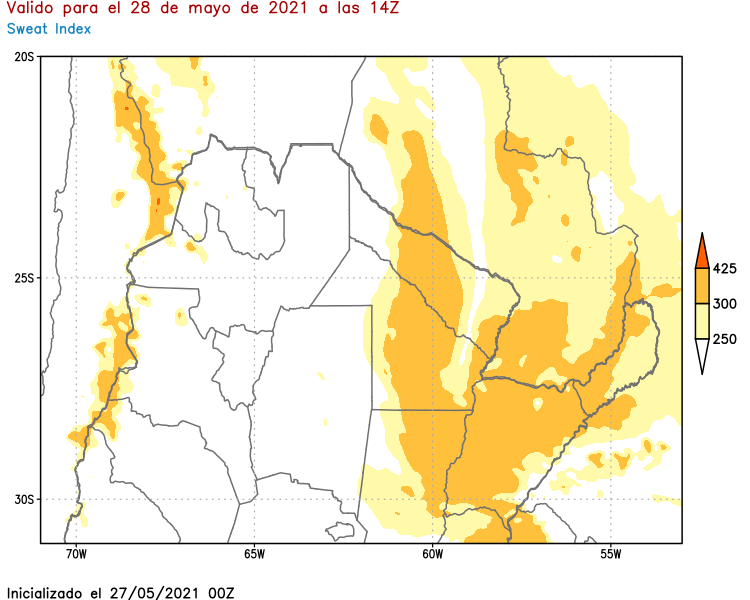 Valido para el 28 de mayo de 2021 a las 14Z
Sweat Index
20S
25S
30S
70W
65W
60W
55W
425
300
250
Inicializado el 27/05/2021 00Z